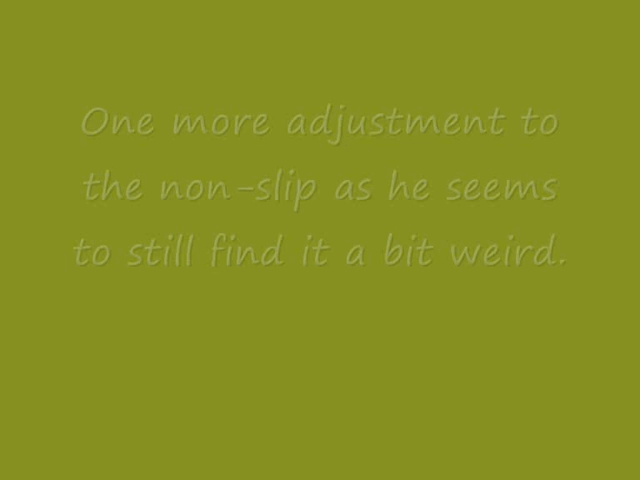 One more adjustment to
the non-slip as he seems
to still find it a bit weird.